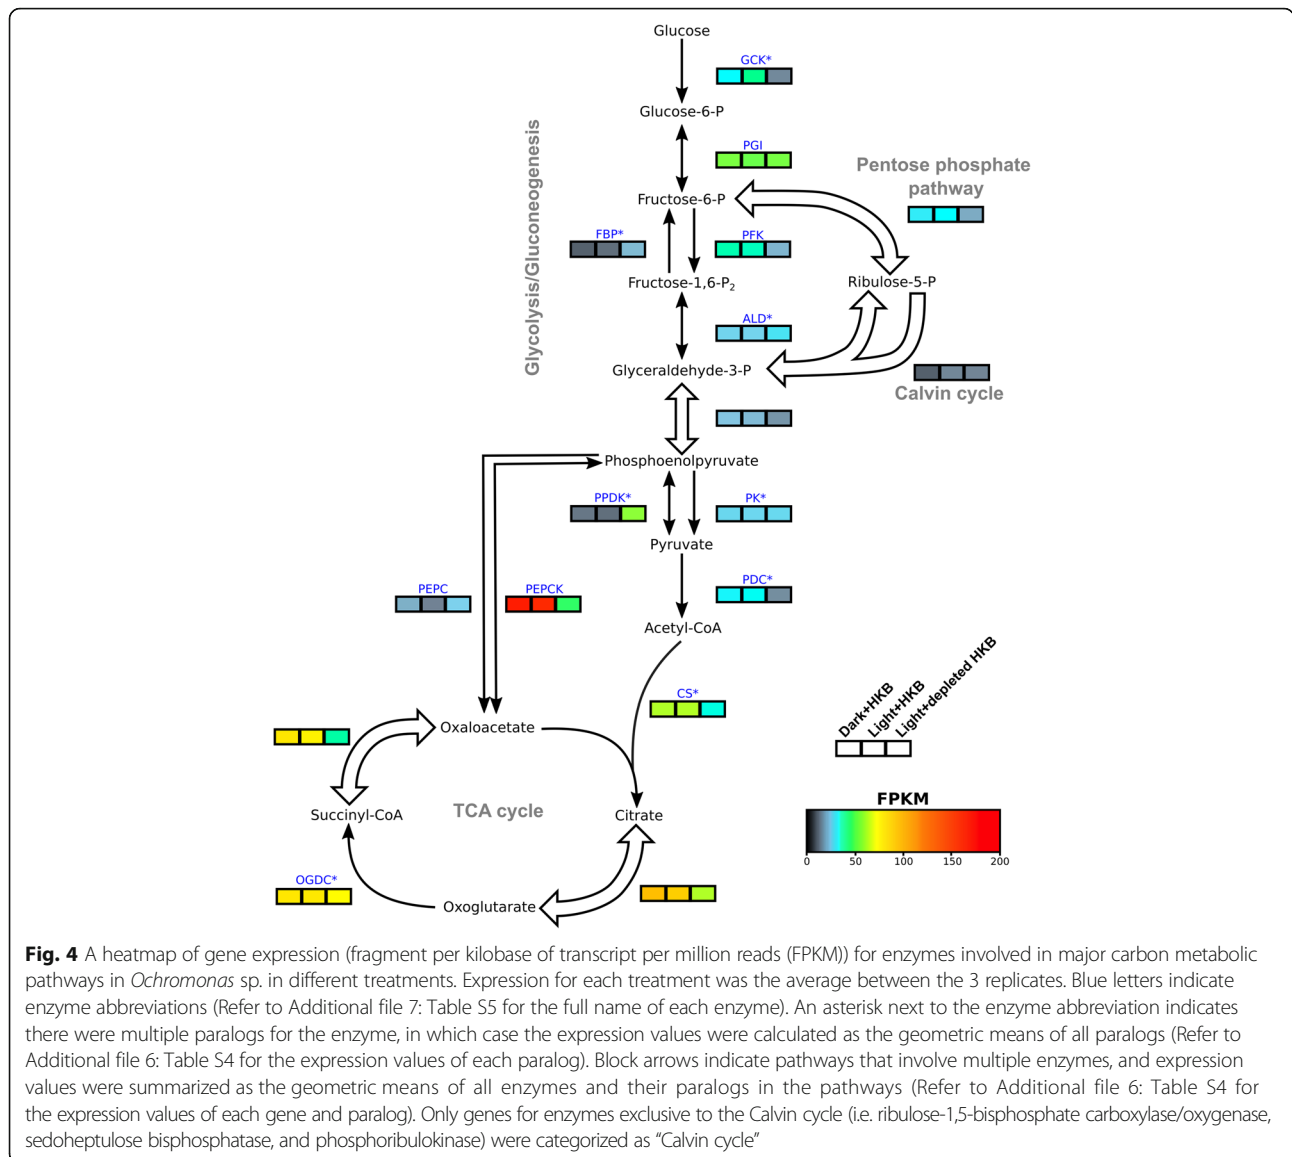 Glucose
GCK*
Glucose-6-P
PGI
Glycolysis/Gluconeogenesis
Pentose phosphate
pathway
Fructose-6-P
FBP*
PFK
Fructose-1,6-P₂
Ribulose-5-P
ALD*
Glyceraldehyde-3-P
Calvin cycle
Phosphoenolpyruvate
PPDK*
PK*
Pyruvate
PEPC
PEPCK
PDC*
Acetyl-CoA
CS*
Dark+HKB
Light+HKB
Light+depleted HKB
Oxaloacetate
FPKM
0 50 100 150 200
Succinyl-CoA
TCA cycle
Citrate
OGDC*
Oxoglutarate
Fig. 4 A heatmap of gene expression (fragment per kilobase of transcript per million reads (FPKM)) for enzymes involved in major carbon metabolic
pathways in Ochromonas sp. in different treatments. Expression for each treatment was the average between the 3 replicates. Blue letters indicate
enzyme abbreviations (Refer to Additional file 7: Table S5 for the full name of each enzyme). An asterisk next to the enzyme abbreviation indicates
there were multiple paralogs for the enzyme, in which case the expression values were calculated as the geometric means of all paralogs (Refer to
Additional file 6: Table S4 for the expression values of each paralog). Block arrows indicate pathways that involve multiple enzymes, and expression
values were summarized as the geometric means of all enzymes and their paralogs in the pathways (Refer to Additional file 6: Table S4 for
the expression values of each gene and paralog). Only genes for enzymes exclusive to the Calvin cycle (i.e. ribulose-1,5-bisphosphate carboxylase/oxygenase,
sedoheptulose bisphosphatase, and phosphoribulokinase) were categorized as “Calvin cycle”